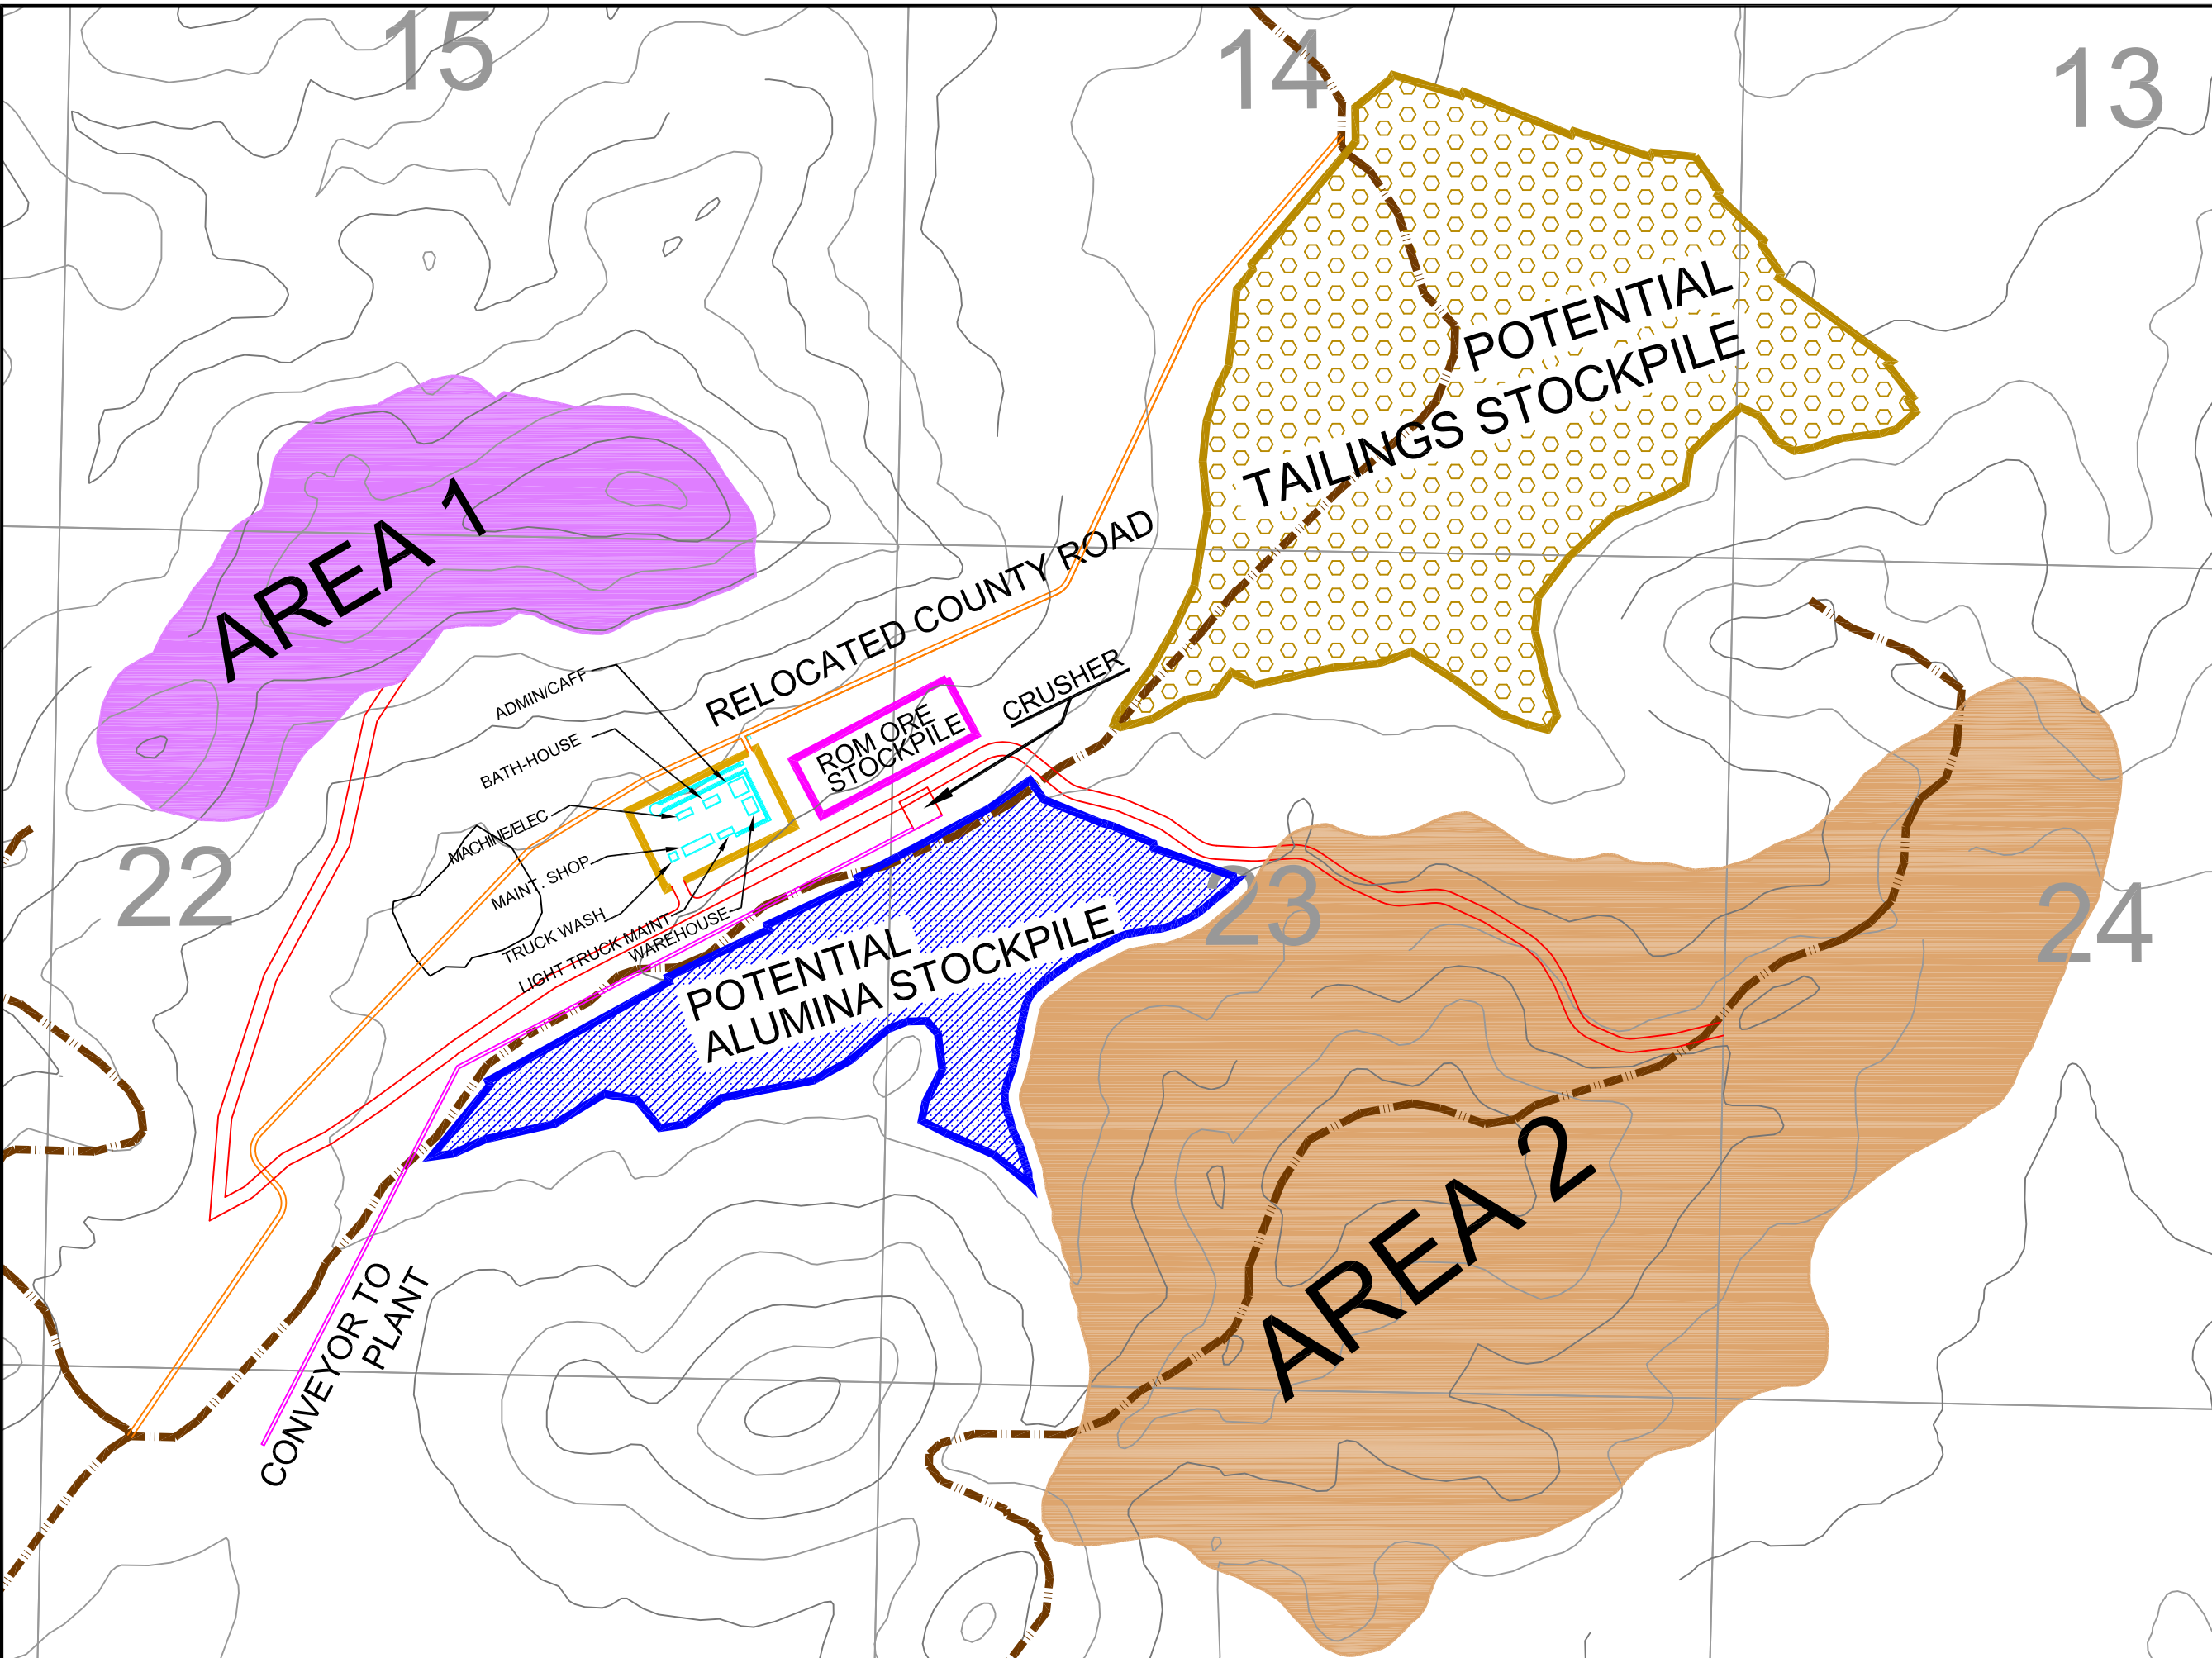 15
14
13
POTENTIAL
TAILINGS STOCKPILE
AREA 1
RELOCATED COUNTY ROAD
ADMIN/CAFF
CRUSHER
BATH-HOUSE
ROM ORE
STOCKPILE
MACHINE/ELEC
MAINT. SHOP
TRUCK WASH
LIGHT TRUCK MAINT
WAREHOUSE
22
23
24
POTENTIAL
ALUMINA STOCKPILE
AREA 2
CONVEYOR TO
PLANT